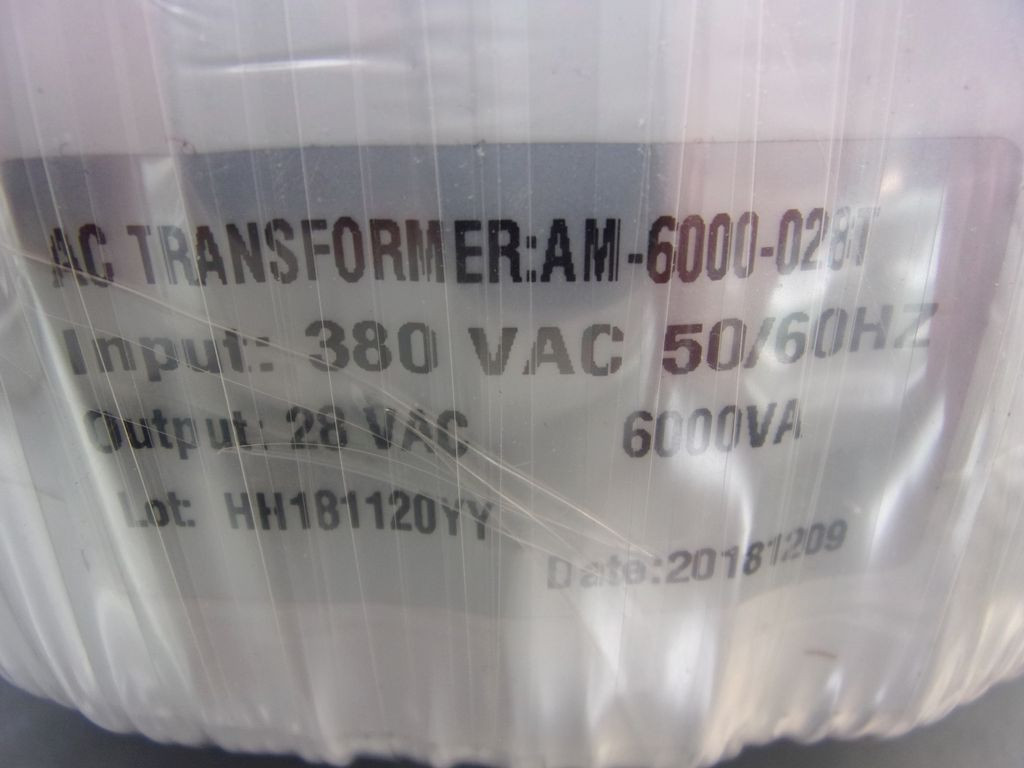 AC TRANSFORMER:AM-6000-028T
Input: 380 VAC 50/60HZ
Output: 28 VAC 6000VA
Lot: HH181120YY
Date:20181209